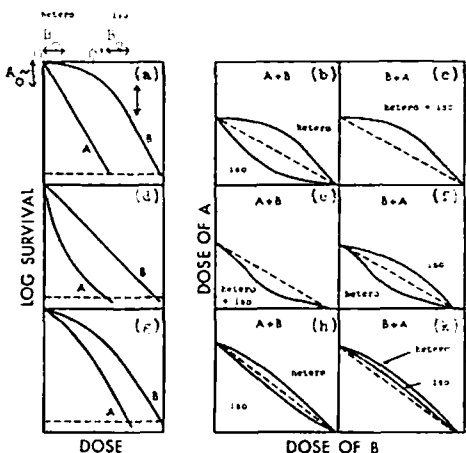 hetero iso
(a)
A B
(d)
A B
(g)
A B
LOG SURVIVAL
DOSE
A+B (b)
hetero
iso
B+A (c)
hetero + iso
A+B (e)
hetero
+ iso
B+A (f)
iso
hetero
A+B (h)
hetero
iso
B+A (k)
hetero
iso
DOSE OF A
DOSE OF B